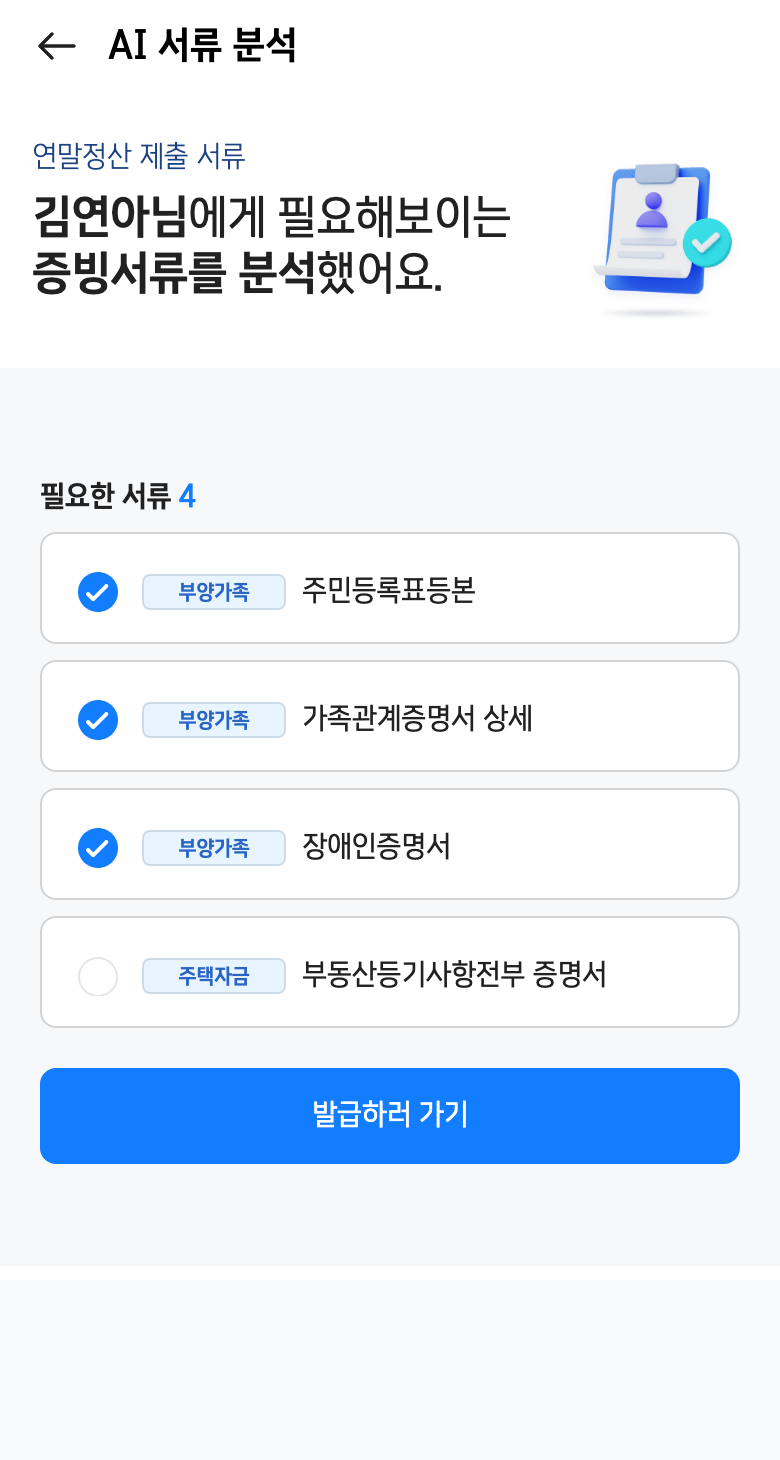 AI 서류 분석
연말정산 제출 서류
김연아님에게 필요해보이는
증빙서류를 분석했어요.
필요한 서류 4
부양가족 주민등록표등본
부양가족 가족관계증명서 상세
부양가족 장애인증명서
주택자금 부동산등기사항전부 증명서
발급하러 가기